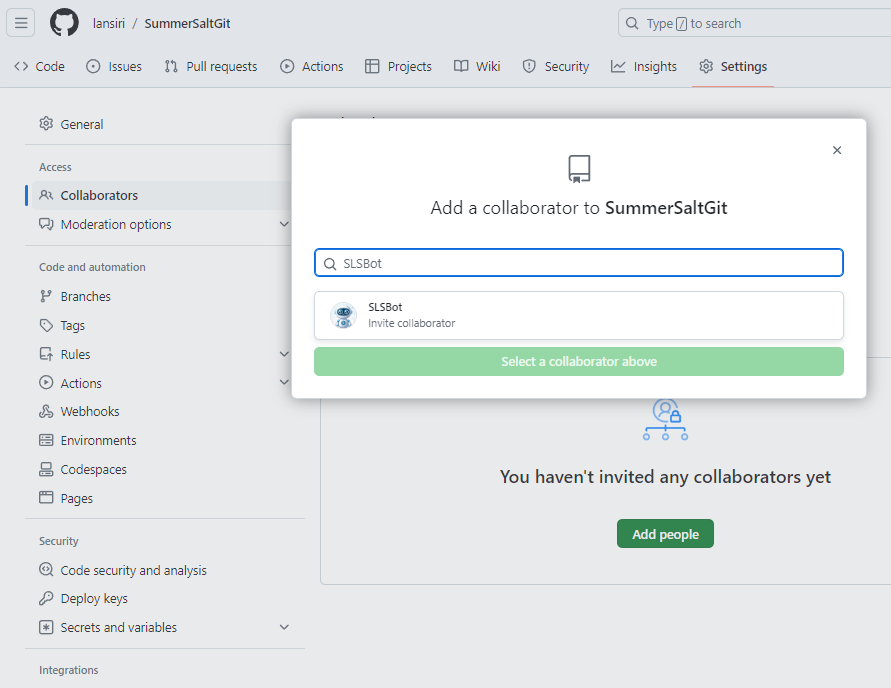 lansiri / SummerSaltGit
Type / to search
Code Issues Pull requests Actions Projects Wiki Security Insights Settings
General
Access
Collaborators
Moderation options
Code and automation
Branches
Tags
Rules
Actions
Webhooks
Environments
Codespaces
Pages
Security
Code security and analysis
Deploy keys
Secrets and variables
Integrations
Add a collaborator to SummerSaltGit
SLSBot
SLSBot
Invite collaborator
Select a collaborator above
You haven't invited any collaborators yet
Add people